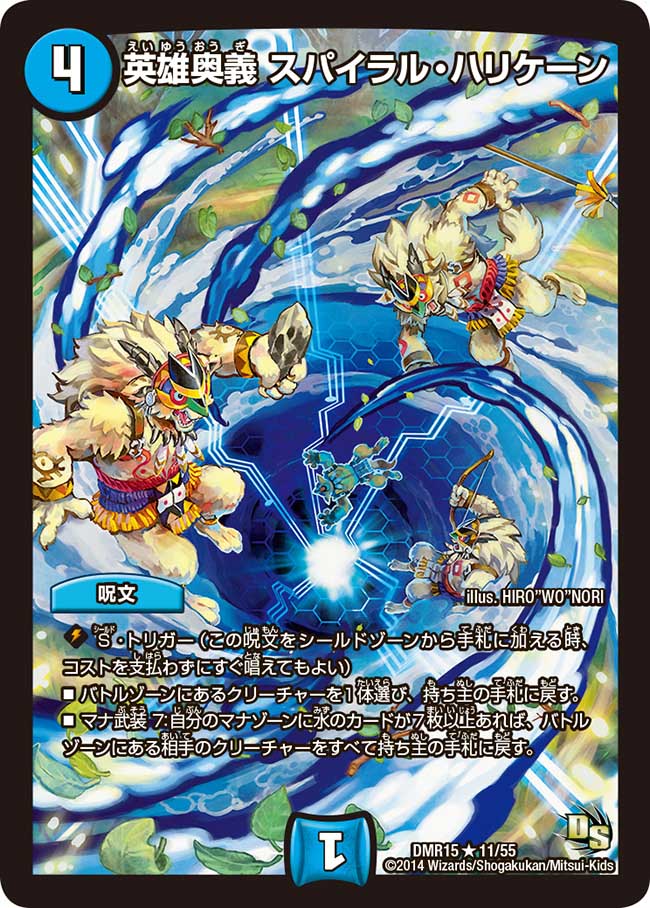 4
英雄奥義 スパイラル・ハリケーン
えいゆうおうぎ
呪文
illus. HIRO"WO"NORI
S・トリガー(この呪文をシールドゾーンから手札に加える時、
コストを支払わずにすぐ唱えてもよい)
■ バトルゾーンにあるクリーチャーを1体選び、持ち主の手札に戻す。
■ マナ武装 7:自分のマナゾーンに水のカードが7枚以上あれば、バトル
ゾーンにある相手のクリーチャーをすべて持ち主の手札に戻す。
1
DS
DMR15★11/55
©2014 Wizards/Shogakukan/Mitsui-Kids